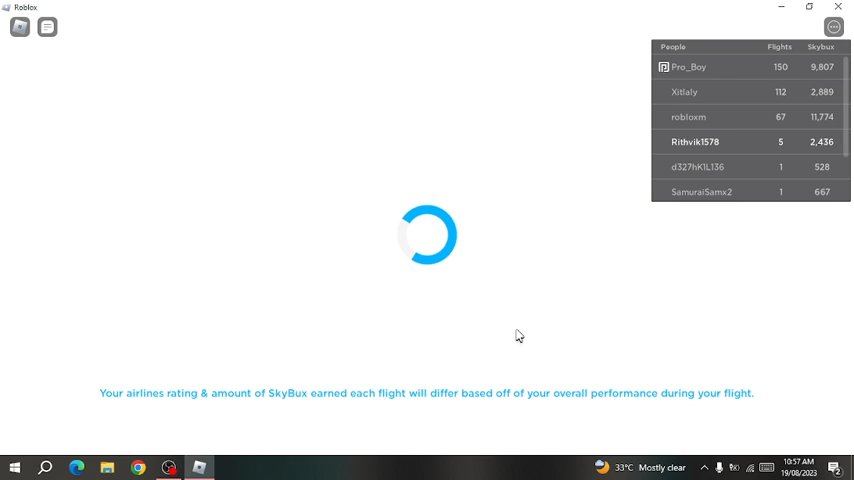 Roblox
People Flights Skybux
Pro_Boy 150 9,807
Xitlaly 112 2,889
robloxm 67 11,774
Rithvik1578 5 2,436
d327hK1L136 1 528
SamuraiSamx2 1 667
Your airlines rating & amount of SkyBux earned each flight will differ based off of your overall performance during your flight.
33°C Mostly clear
10:57 AM
19/08/2023
2